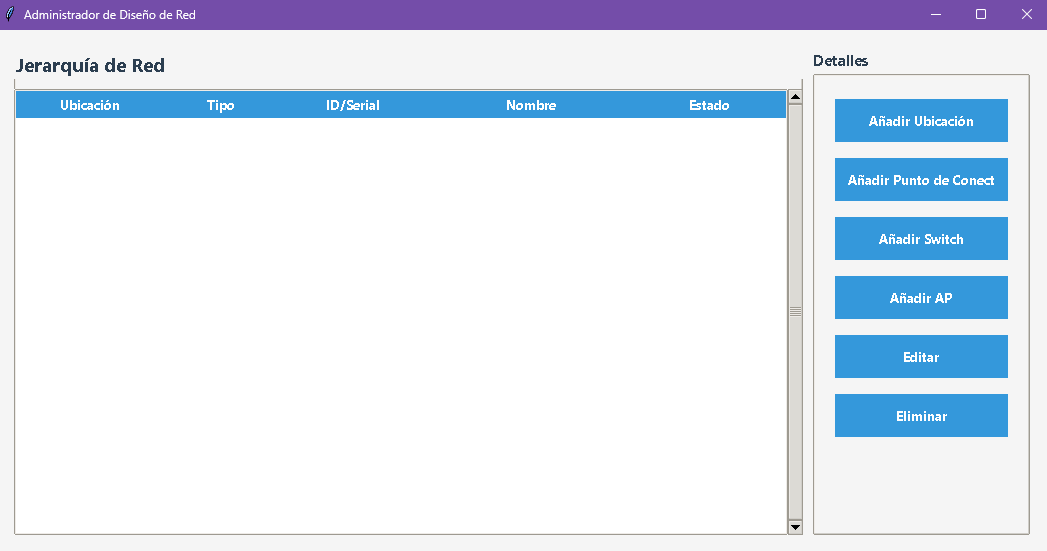 Administrador de Diseño de Red
Jerarquía de Red
Ubicación Tipo ID/Serial Nombre Estado
Detalles
Añadir Ubicación
Añadir Punto de Conect
Añadir Switch
Añadir AP
Editar
Eliminar